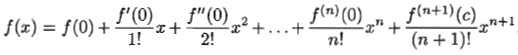 f(x) = f(0) + \frac{f'(0)}{1!}x + \frac{f''(0)}{2!}x^2 + \ldots + \frac{f^{(n)}(0)}{n!}x^n + \frac{f^{(n+1)}(c)}{(n+1)!}x^{n+1}